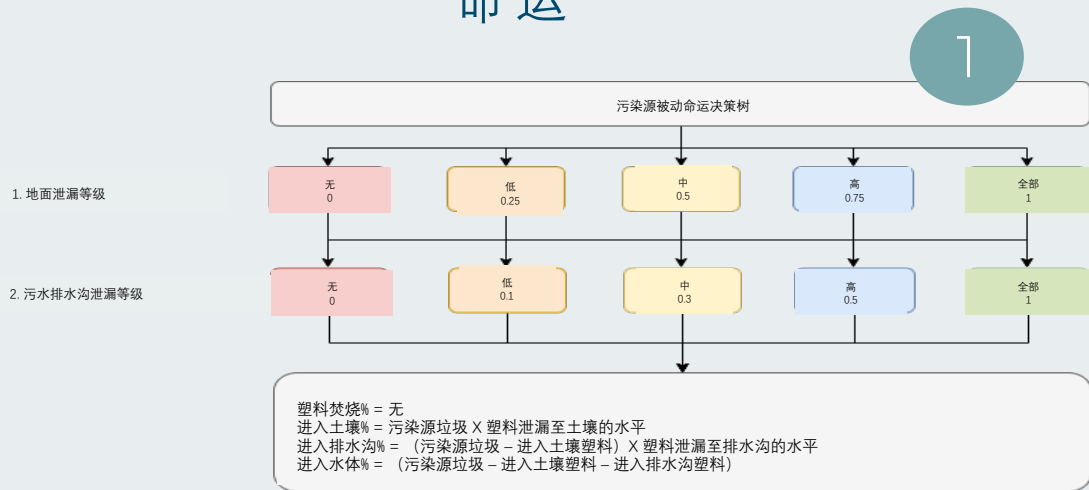 命运
1
污染源被动命运决策树
1. 地面泄漏等级
无
0
低
0.25
中
0.5
高
0.75
全部
1
2. 污水排水沟泄漏等级
无
0
低
0.1
中
0.3
高
0.5
全部
1
塑料焚烧% = 无
进入土壤% = 污染源垃圾 X 塑料泄漏至土壤的水平
进入排水沟% = （污染源垃圾 – 进入土壤塑料）X 塑料泄漏至排水沟的水平
进入水体% = （污染源垃圾 – 进入土壤塑料 – 进入排水沟塑料）